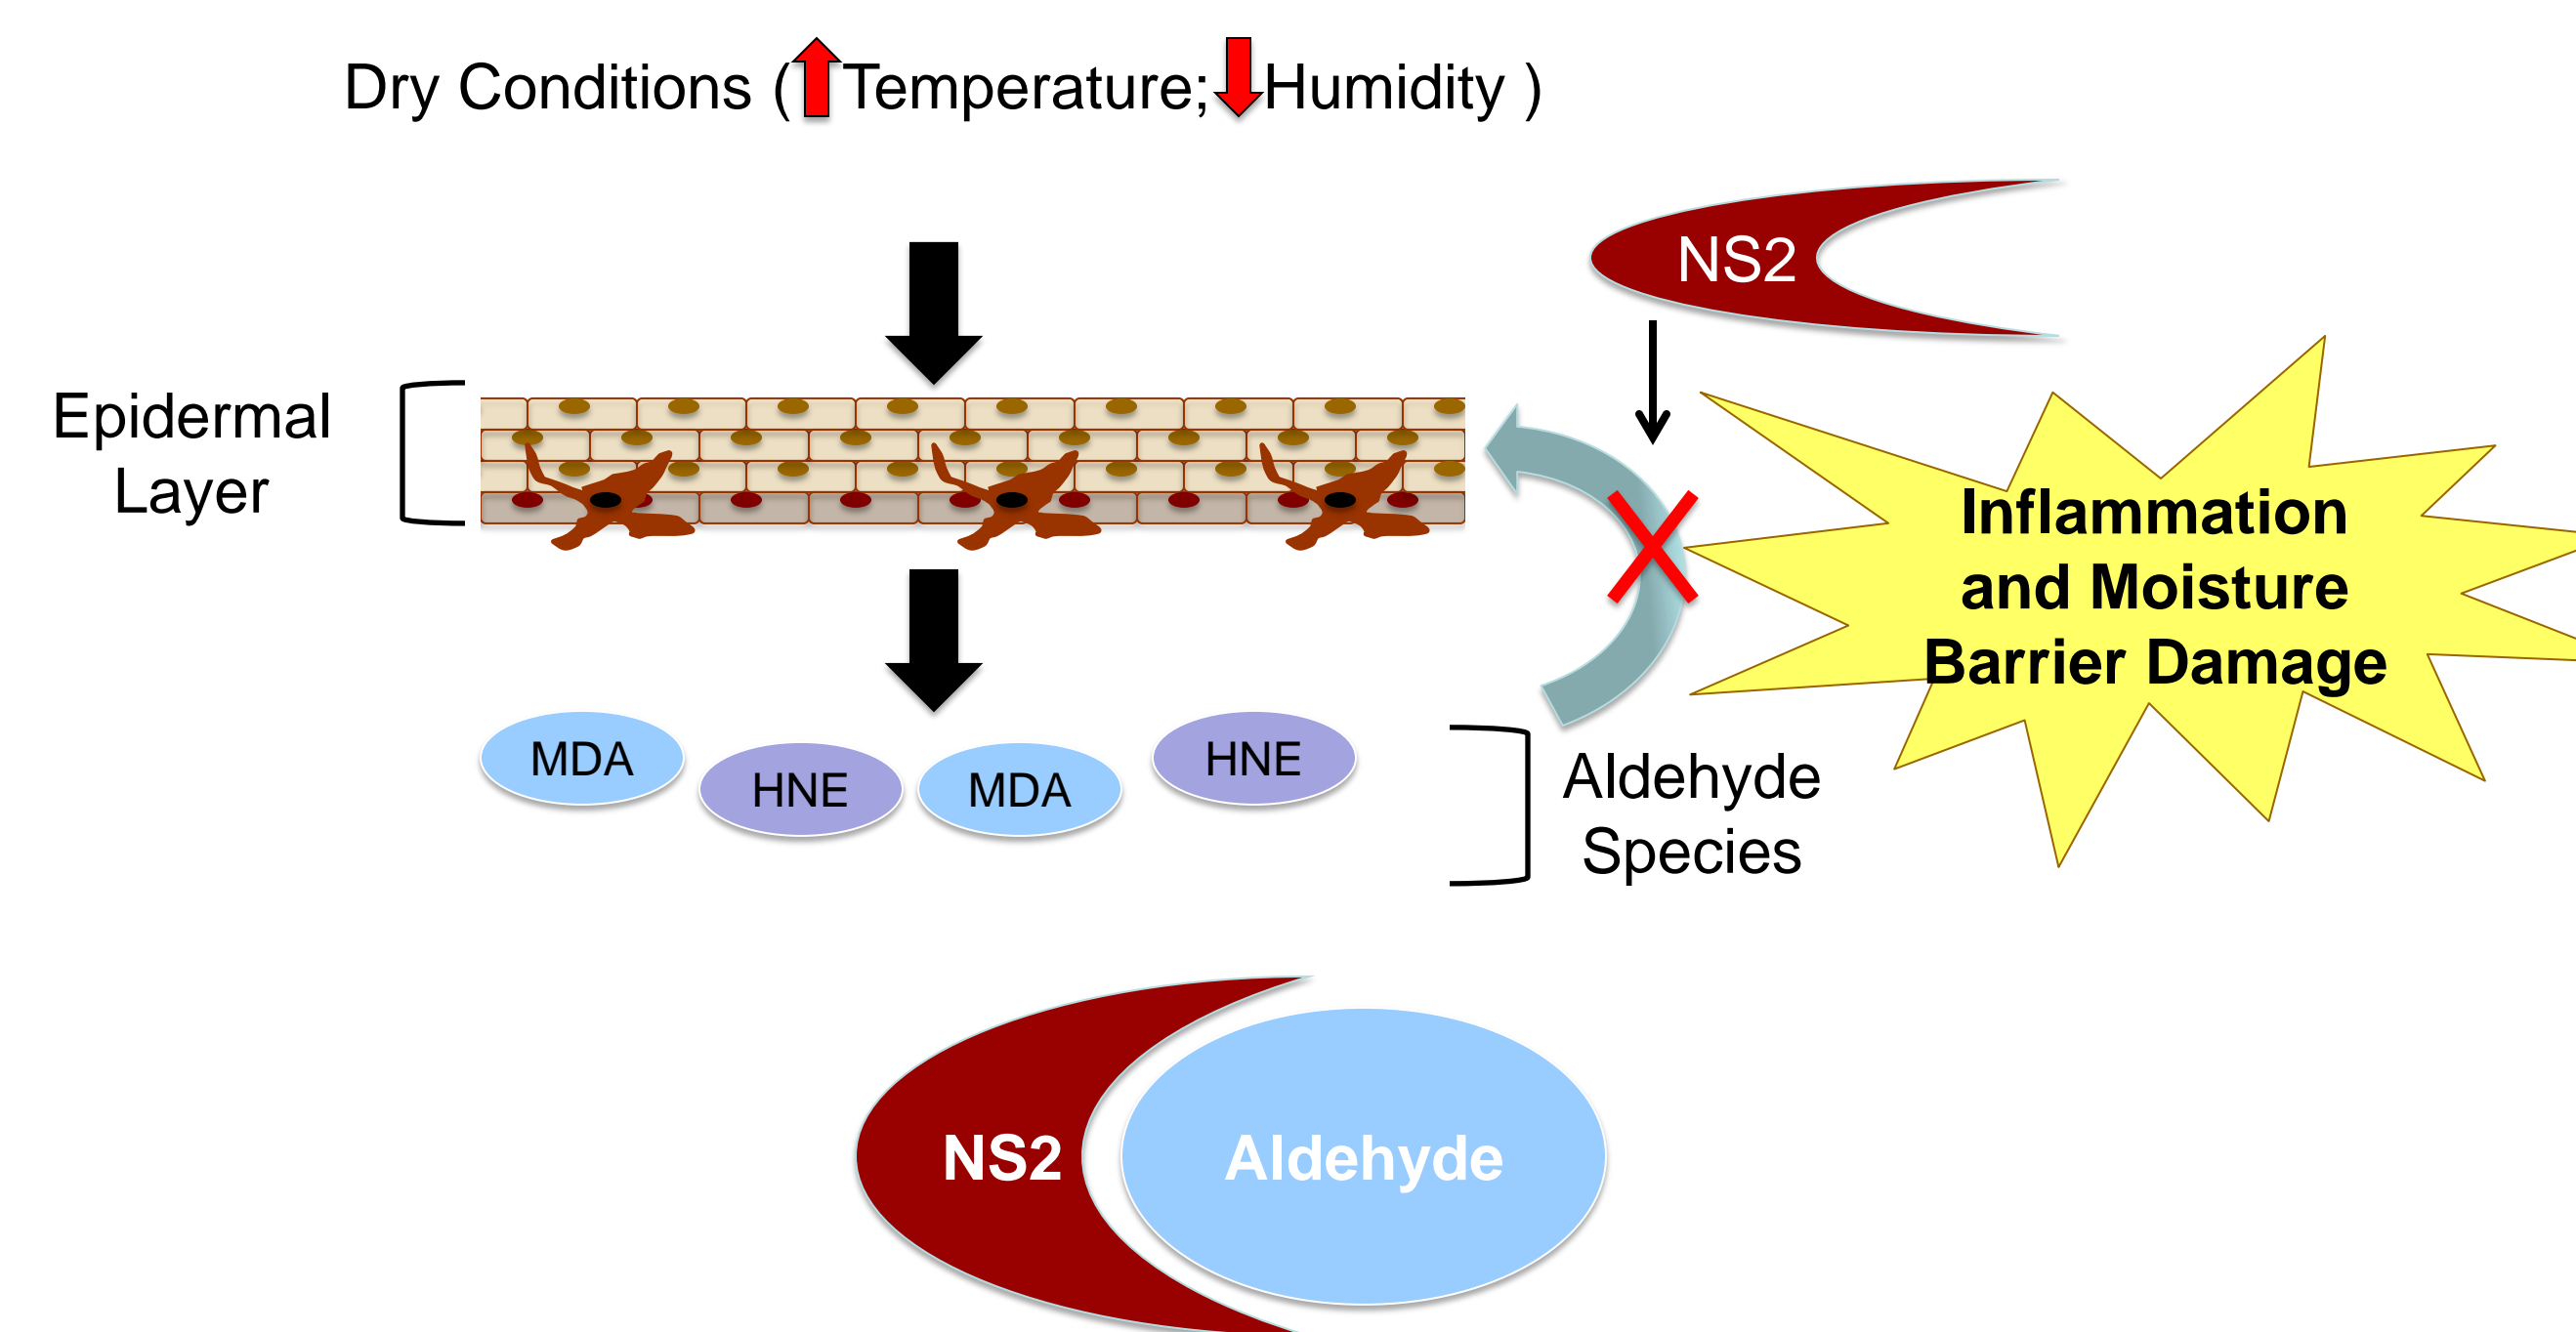 Dry Conditions ( Temperature; Humidity )
NS2
Epidermal
Layer
Inflammation
and Moisture
Barrier Damage
MDA
HNE
MDA
HNE
Aldehyde
Species
NS2
Aldehyde